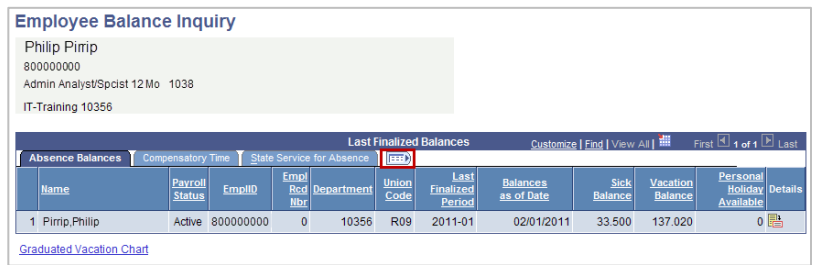 Employee Balance Inquiry
Philip Pirrip
800000000
Admin Analyst/Spcist 12 Mo 1038
IT-Training 10356
Last Finalized Balances Customize | Find | View All | First 1 of 1 Last
Absence Balances Compensatory Time State Service for Absence
Name Payroll Status EmplID Empl Rcd Nbr Department Union Code Last Finalized Period Balances as of Date Sick Balance Vacation Balance Personal Holiday Available Details
1 Pirrip,Philip Active 800000000 0 10356 R09 2011-01 02/01/2011 33.500 137.020 0
Graduated Vacation Chart